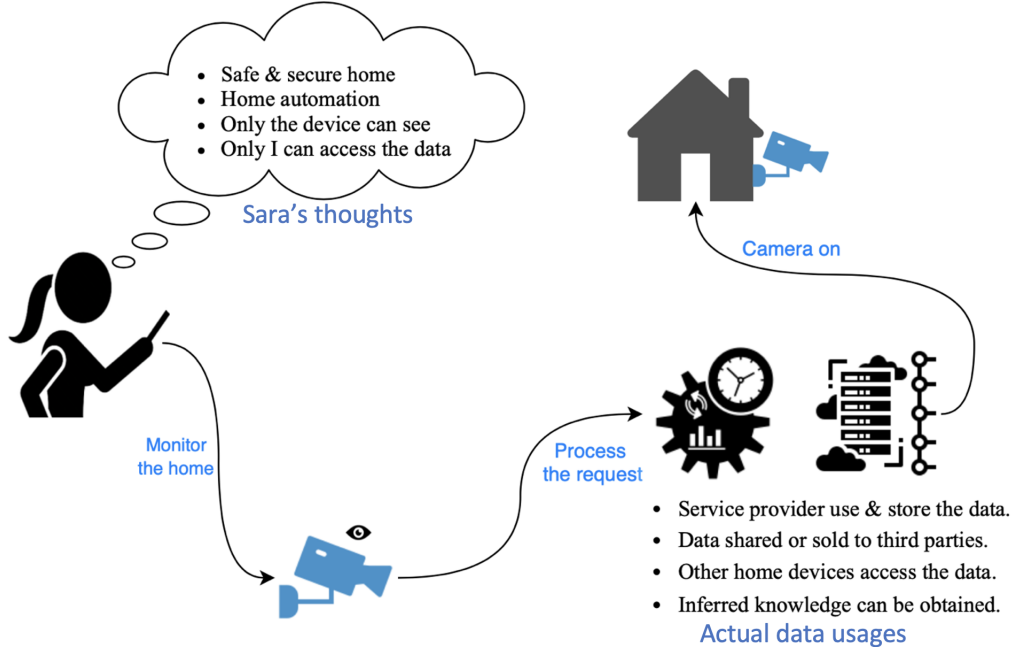 • Safe & secure home
• Home automation
• Only the device can see
• Only I can access the data
Sara's thoughts
Camera on
Monitor
the home
Process
the request
• Service provider use & store the data.
• Data shared or sold to third parties.
• Other home devices access the data.
• Inferred knowledge can be obtained.
Actual data usages